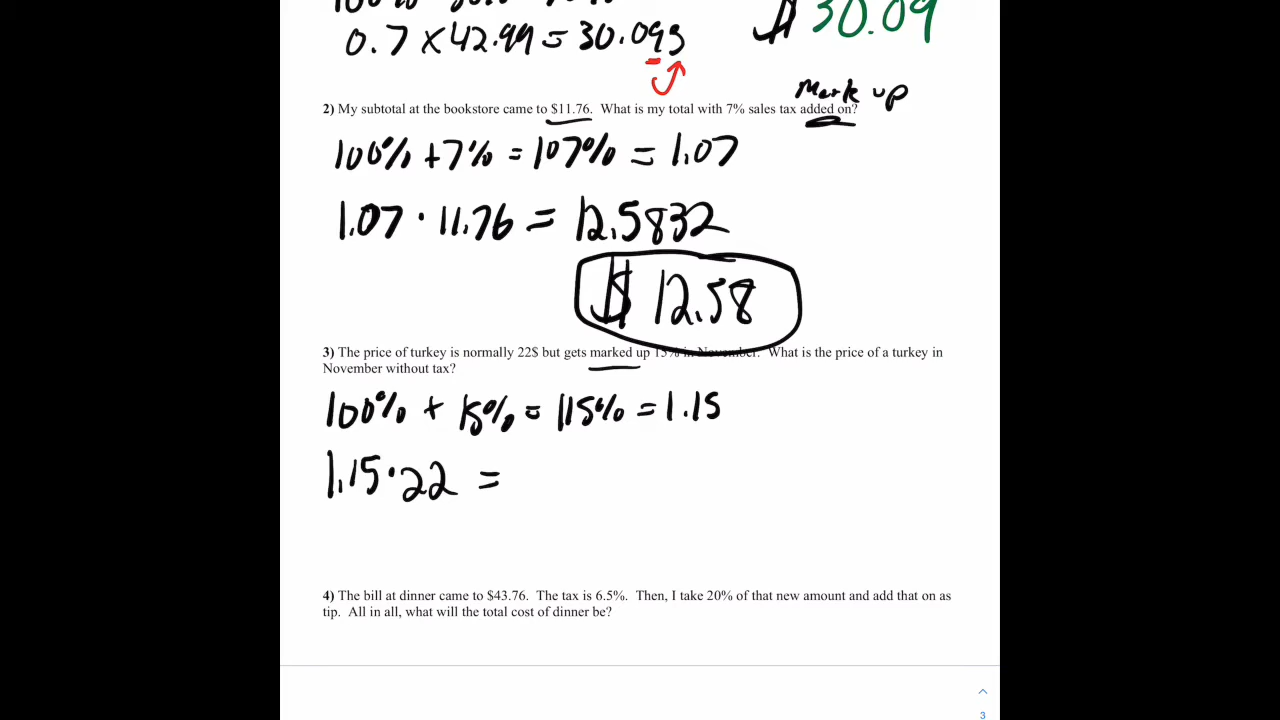 0.7 × 42.99 = 30.093
$ 30.09
Mark up
2) My subtotal at the bookstore came to $11.76. What is my total with 7% sales tax added on?
100% + 7% = 107% = 1.07
1.07 · 11.76 = 12.5832
$ 12.58
3) The price of turkey is normally 22$ but gets marked up 15% in November. What is the price of a turkey in
November without tax?
100% + 15% = 115% = 1.15
1.15 · 22 =
4) The bill at dinner came to $43.76. The tax is 6.5%. Then, I take 20% of that new amount and add that on as
tip. All in all, what will the total cost of dinner be?
3